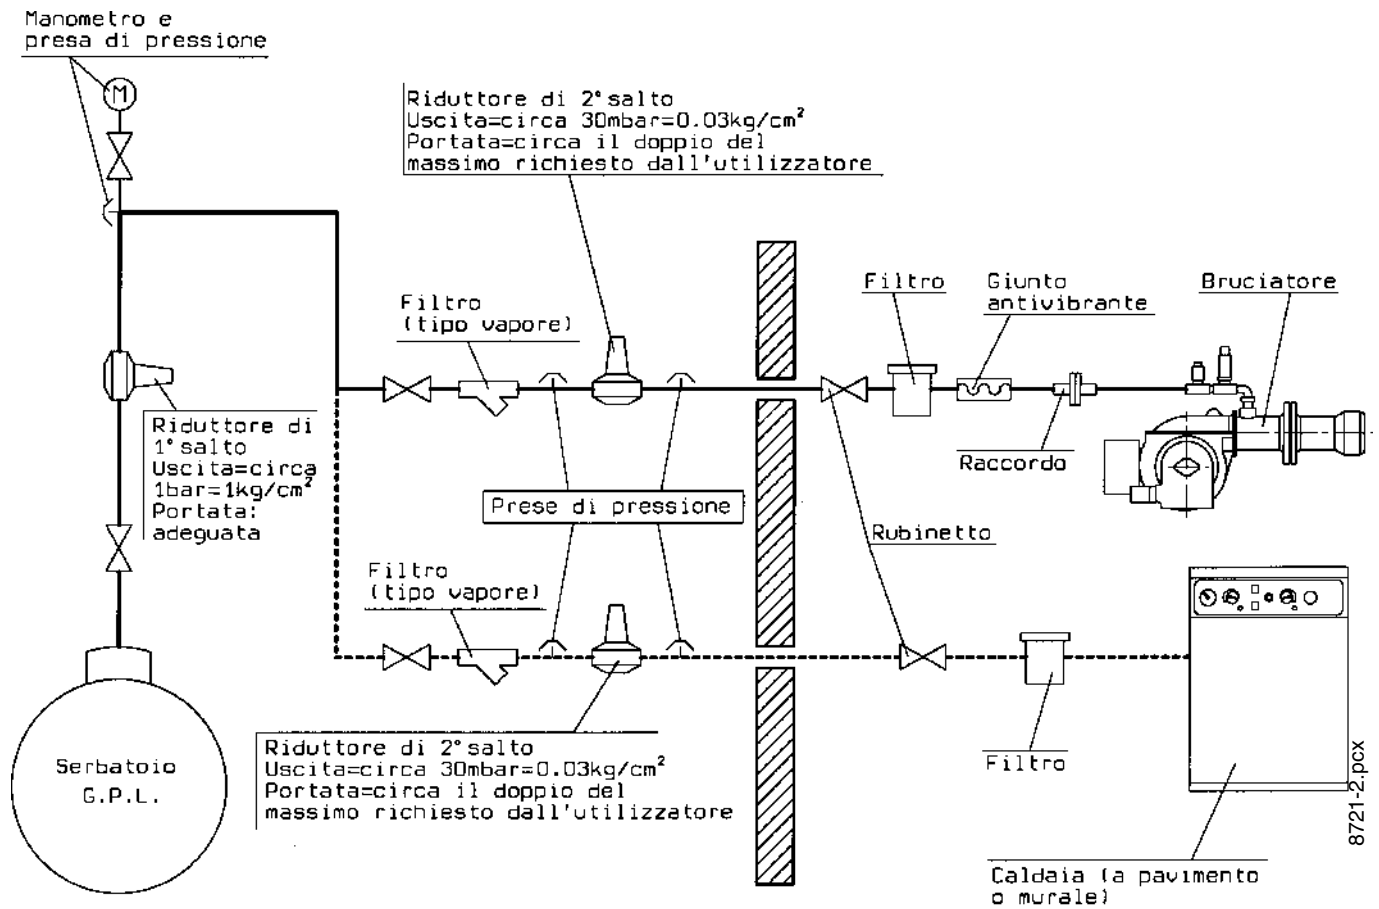 Manometro e
presa di pressione
M
Riduttore di 2° salto
Uscita=circa 30mbar=0.03kg/cm²
Portata=circa il doppio del
massimo richiesto dall'utilizzatore
Filtro
(tipo vapore)
Filtro
Giunto
antivibrante
Bruciatore
Riduttore di
1° salto
Uscita=circa
1bar=1kg/cm²
Portata:
adeguata
Raccordo
Prese di pressione
Rubinetto
Filtro
(tipo vapore)
Serbatoio
G.P.L.
Riduttore di 2° salto
Uscita=circa 30mbar=0.03kg/cm²
Portata=circa il doppio del
massimo richiesto dall'utilizzatore
Filtro
Caldaia (a pavimento
o murale)
8721-2.pcx